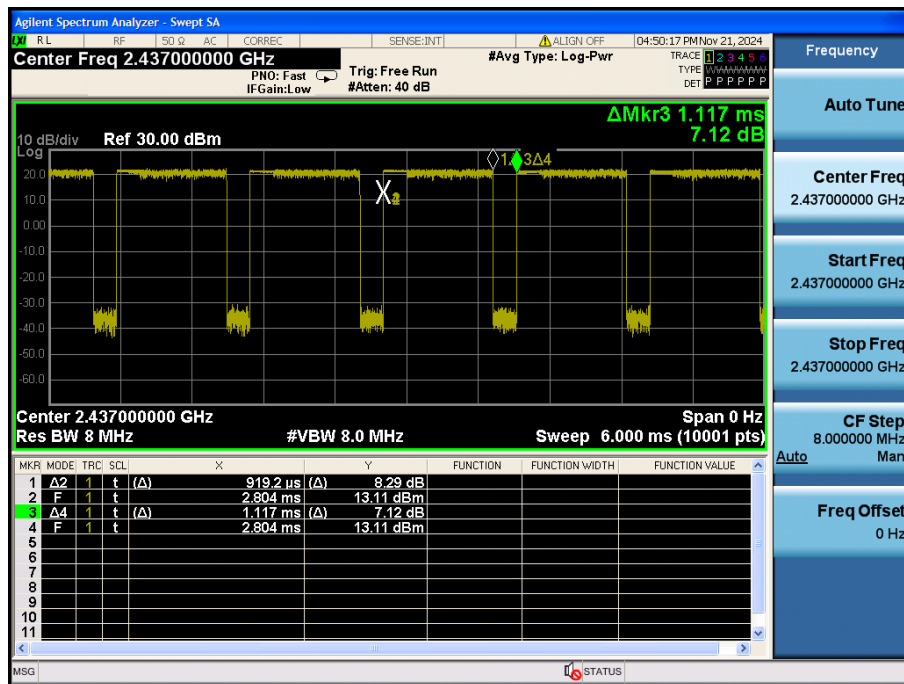 Agilent Spectrum Analyzer - Swept SA
LXI RL RF 50 Ω AC CORREC SENSE:INT ALIGN OFF 04:50:17 PM Nov 21, 2024
Center Freq 2.437000000 GHz
PNO: Fast
IFGain:Low
Trig: Free Run
#Atten: 40 dB
#Avg Type: Log-Pwr
TRACE 1 2 3 4 5 6
TYPE WWWWWW
DET P P P P P P
ΔMkr3 1.117 ms
7.12 dB
10 dB/div Ref 30.00 dBm
Log
20.0
10.0
0.00
-10.0
-20.0
-30.0
-40.0
-50.0
-60.0
3Δ4
Center 2.437000000 GHz Span 0 Hz
Res BW 8 MHz #VBW 8.0 MHz Sweep 6.000 ms (10001 pts)
MKR MODE TRC SCL X Y FUNCTION FUNCTION WIDTH FUNCTION VALUE
1 Δ2 1 t (Δ) 919.2 µs (Δ) 8.29 dB
2 F 1 t 2.804 ms 13.11 dBm
3 Δ4 1 t (Δ) 1.117 ms (Δ) 7.12 dB
4 F 1 t 2.804 ms 13.11 dBm
5
6
7
8
9
10
11
MSG STATUS
Frequency
Auto Tune
Center Freq
2.437000000 GHz
Start Freq
2.437000000 GHz
Stop Freq
2.437000000 GHz
CF Step
8.000000 MHz
Auto Man
Freq Offset
0 Hz